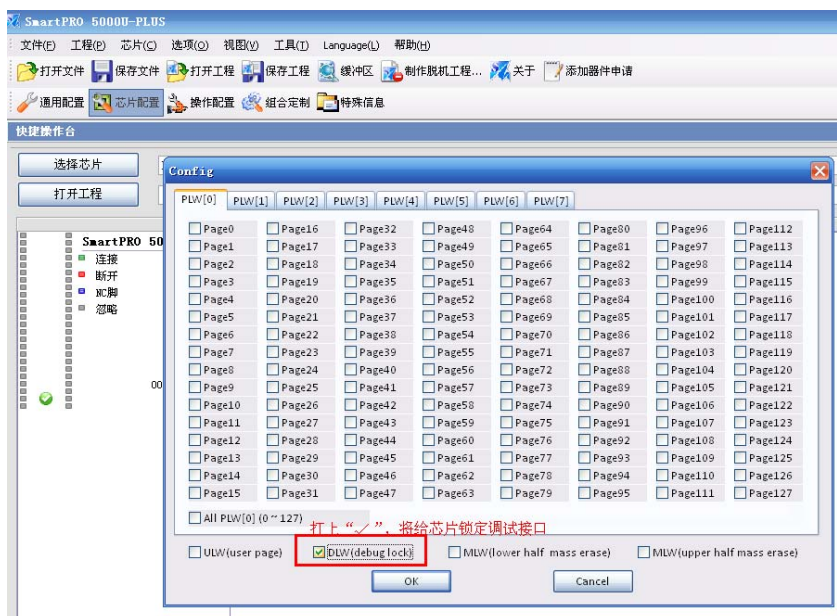 SmartPRO 5000U-PLUS
文件(F) 工程(P) 芯片(C) 选项(O) 视图(V) 工具(T) Language(L) 帮助(H)
打开文件 保存文件 打开工程 保存工程 缓冲区 制作脱机工程... 关于 添加器件申请
通用配置 芯片配置 操作配置 组合定制 特殊信息
快捷操作台
选择芯片
打开工程
SmartPRO 50
连接
断开
NC脚
忽略
00
Config
PLW[0] PLW[1] PLW[2] PLW[3] PLW[4] PLW[5] PLW[6] PLW[7]
Page0 Page16 Page32 Page48 Page64 Page80 Page96 Page112
Page1 Page17 Page33 Page49 Page65 Page81 Page97 Page113
Page2 Page18 Page34 Page50 Page66 Page82 Page98 Page114
Page3 Page19 Page35 Page51 Page67 Page83 Page99 Page115
Page4 Page20 Page36 Page52 Page68 Page84 Page100 Page116
Page5 Page21 Page37 Page53 Page69 Page85 Page101 Page117
Page6 Page22 Page38 Page54 Page70 Page86 Page102 Page118
Page7 Page23 Page39 Page55 Page71 Page87 Page103 Page119
Page8 Page24 Page40 Page56 Page72 Page88 Page104 Page120
Page9 Page25 Page41 Page57 Page73 Page89 Page105 Page121
Page10 Page26 Page42 Page58 Page74 Page90 Page106 Page122
Page11 Page27 Page43 Page59 Page75 Page91 Page107 Page123
Page12 Page28 Page44 Page60 Page76 Page92 Page108 Page124
Page13 Page29 Page45 Page61 Page77 Page93 Page109 Page125
Page14 Page30 Page46 Page62 Page78 Page94 Page110 Page126
Page15 Page31 Page47 Page63 Page79 Page95 Page111 Page127
All PLW[0] (0 ~ 127)
打上“✓”，将给芯片锁定调试接口
ULW(user page) DLW(debug lock) MLW(lower half mass erase) MLW(upper half mass erase)
OK Cancel